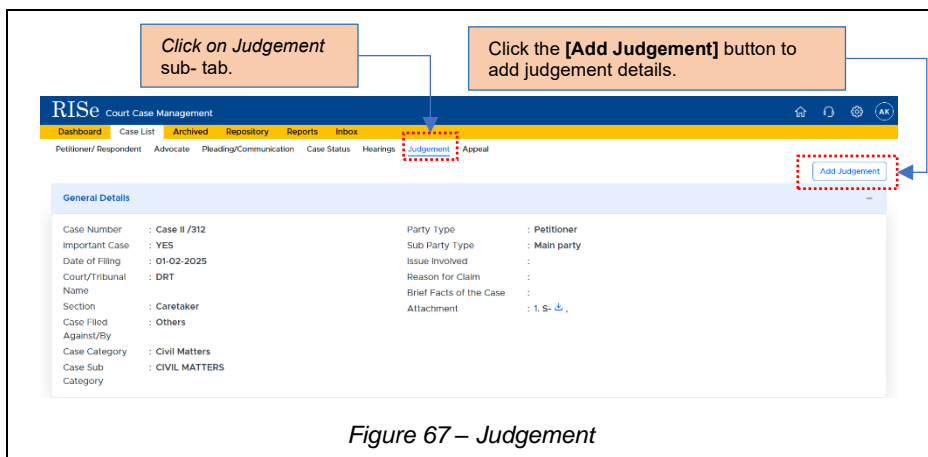 Click on Judgement
sub- tab.
Click the [Add Judgement] button to
add judgement details.
RISe Court Case Management
AK
Dashboard Case List Archived Repository Reports Inbox
Petitioner/ Respondent Advocate Pleading/Communication Case Status Hearings Judgement Appeal
Add Judgement
General Details
Case Number : Case II /312
Important Case : YES
Date of Filing : 01-02-2025
Court/Tribunal : DRT
Name
Section : Caretaker
Case Filed : Others
Against/By
Case Category : Civil Matters
Case Sub : CIVIL MATTERS
Category
Party Type : Petitioner
Sub Party Type : Main party
Issue Involved :
Reason for Claim :
Brief Facts of the Case :
Attachment : 1. S- ,
Figure 67 – Judgement